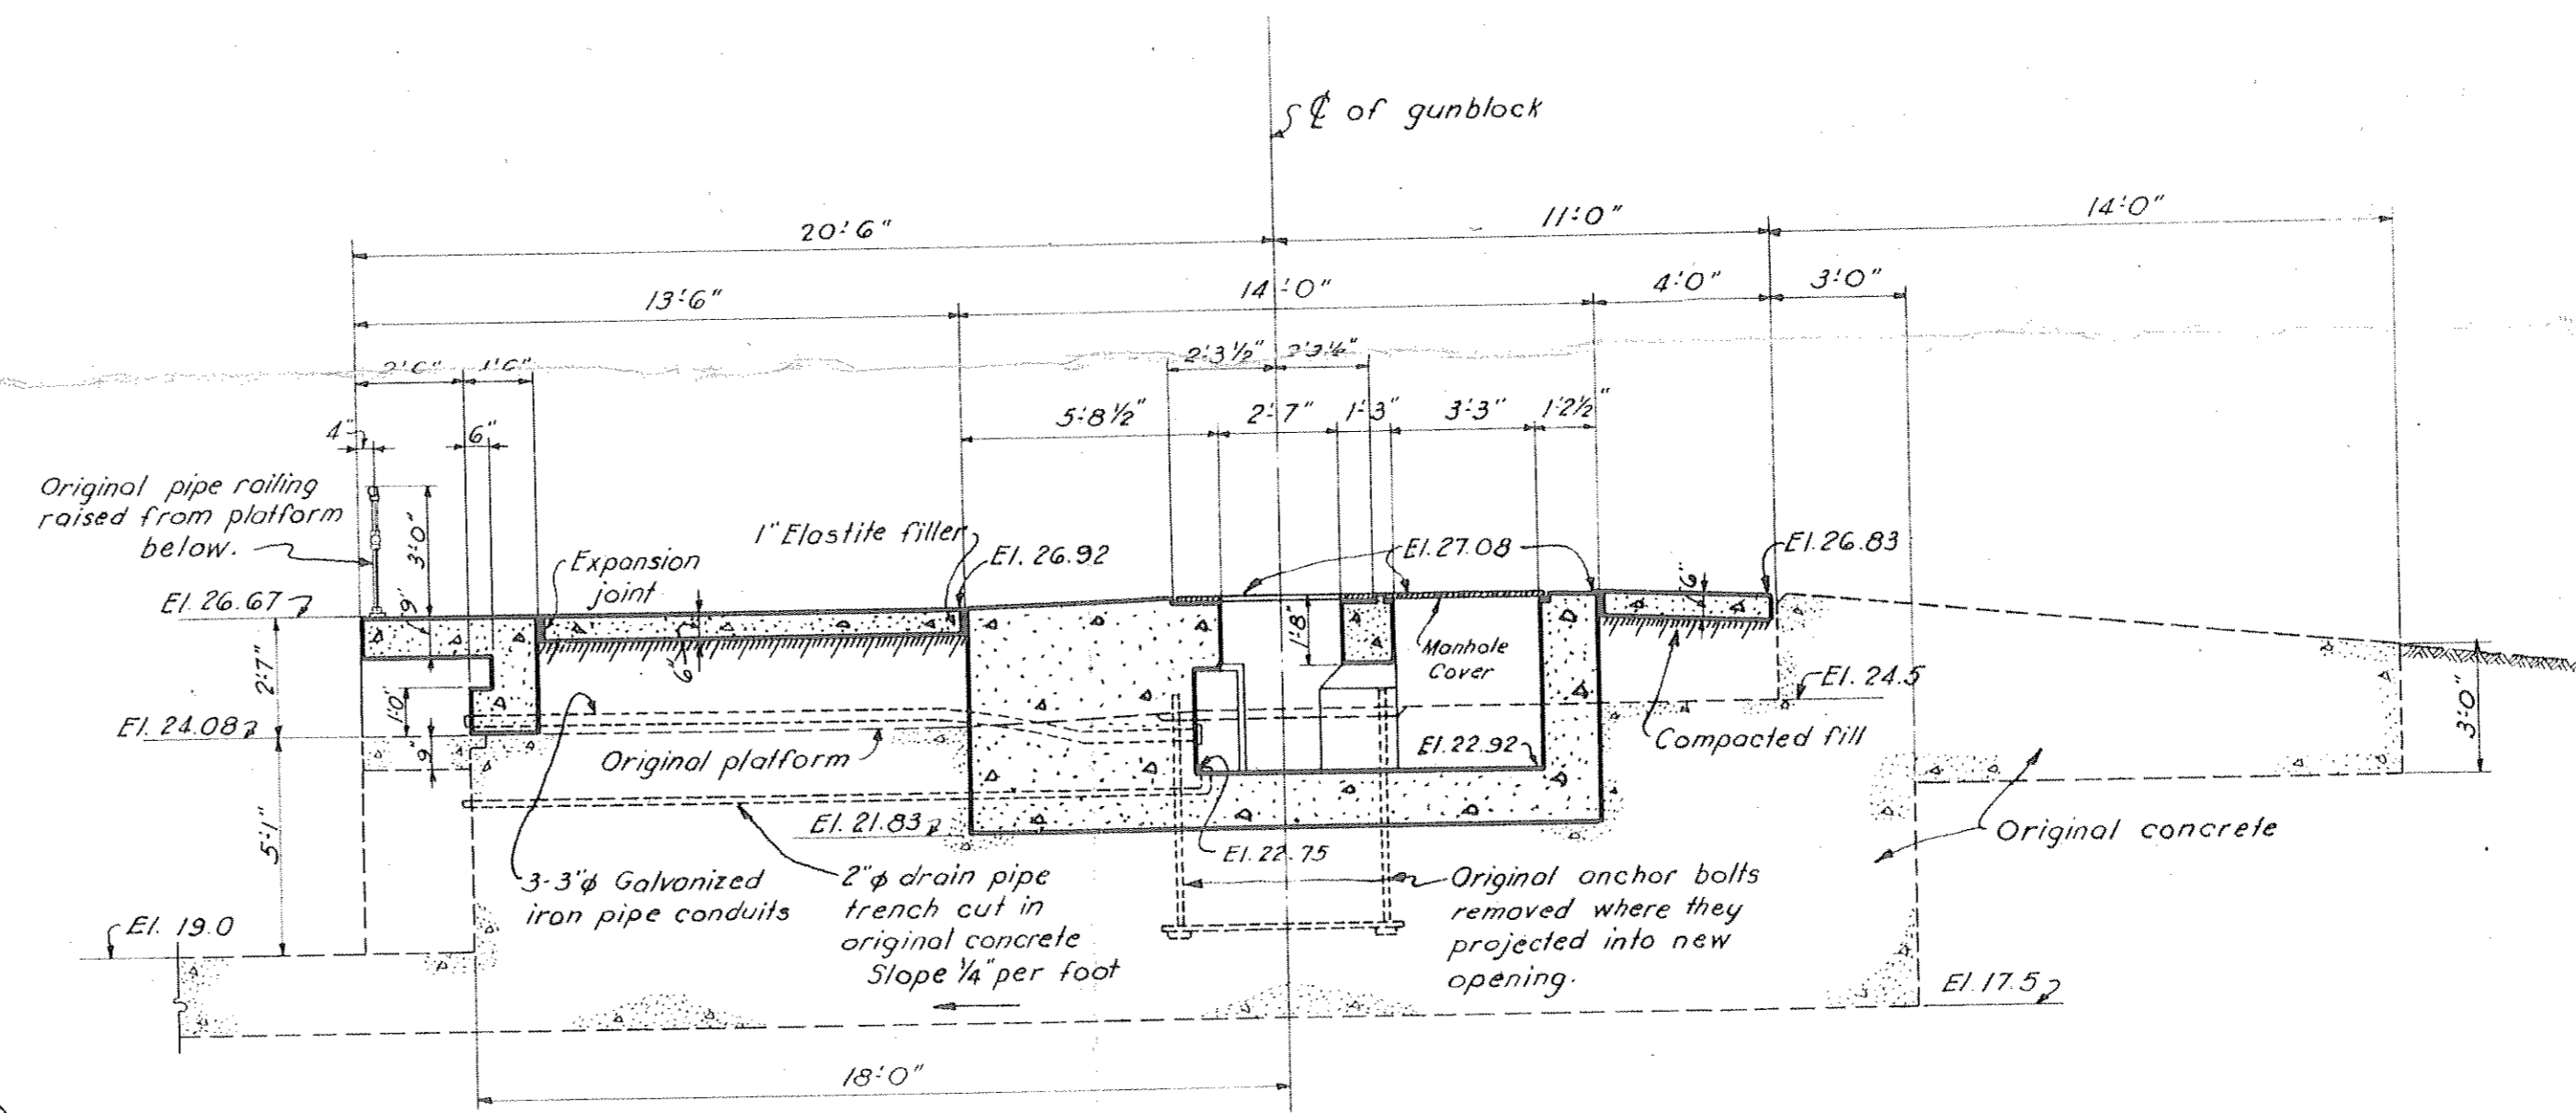 ℄ of gunblock
20'-6"
11'-0"
14'-0"
13'-6"
14'-0"
4'-0"
3'-0"
2'-3½"
5'-8½"
2'-7"
1'-3"
3'-3"
1'-2½"
4"
6"
Original pipe railing
raised from platform
below.
3'-0"
1" Elastite filler
Expansion
joint
El. 26.92
El. 27.08
El. 26.83
6"
El. 26.67
9"
6"
1'-8"
Manhole
Cover
2'-7"
1'-0"
El. 24.5
El. 24.08
9"
Original platform
El. 22.92
Compacted fill
3'-0"
5'-1"
El. 21.83
El. 22.75
Original concrete
3-3"ϕ Galvanized
iron pipe conduits
2"ϕ drain pipe
trench cut in
original concrete
Slope ¼" per foot
Original anchor bolts
removed where they
projected into new
opening.
El. 19.0
El. 17.5
18'-0"